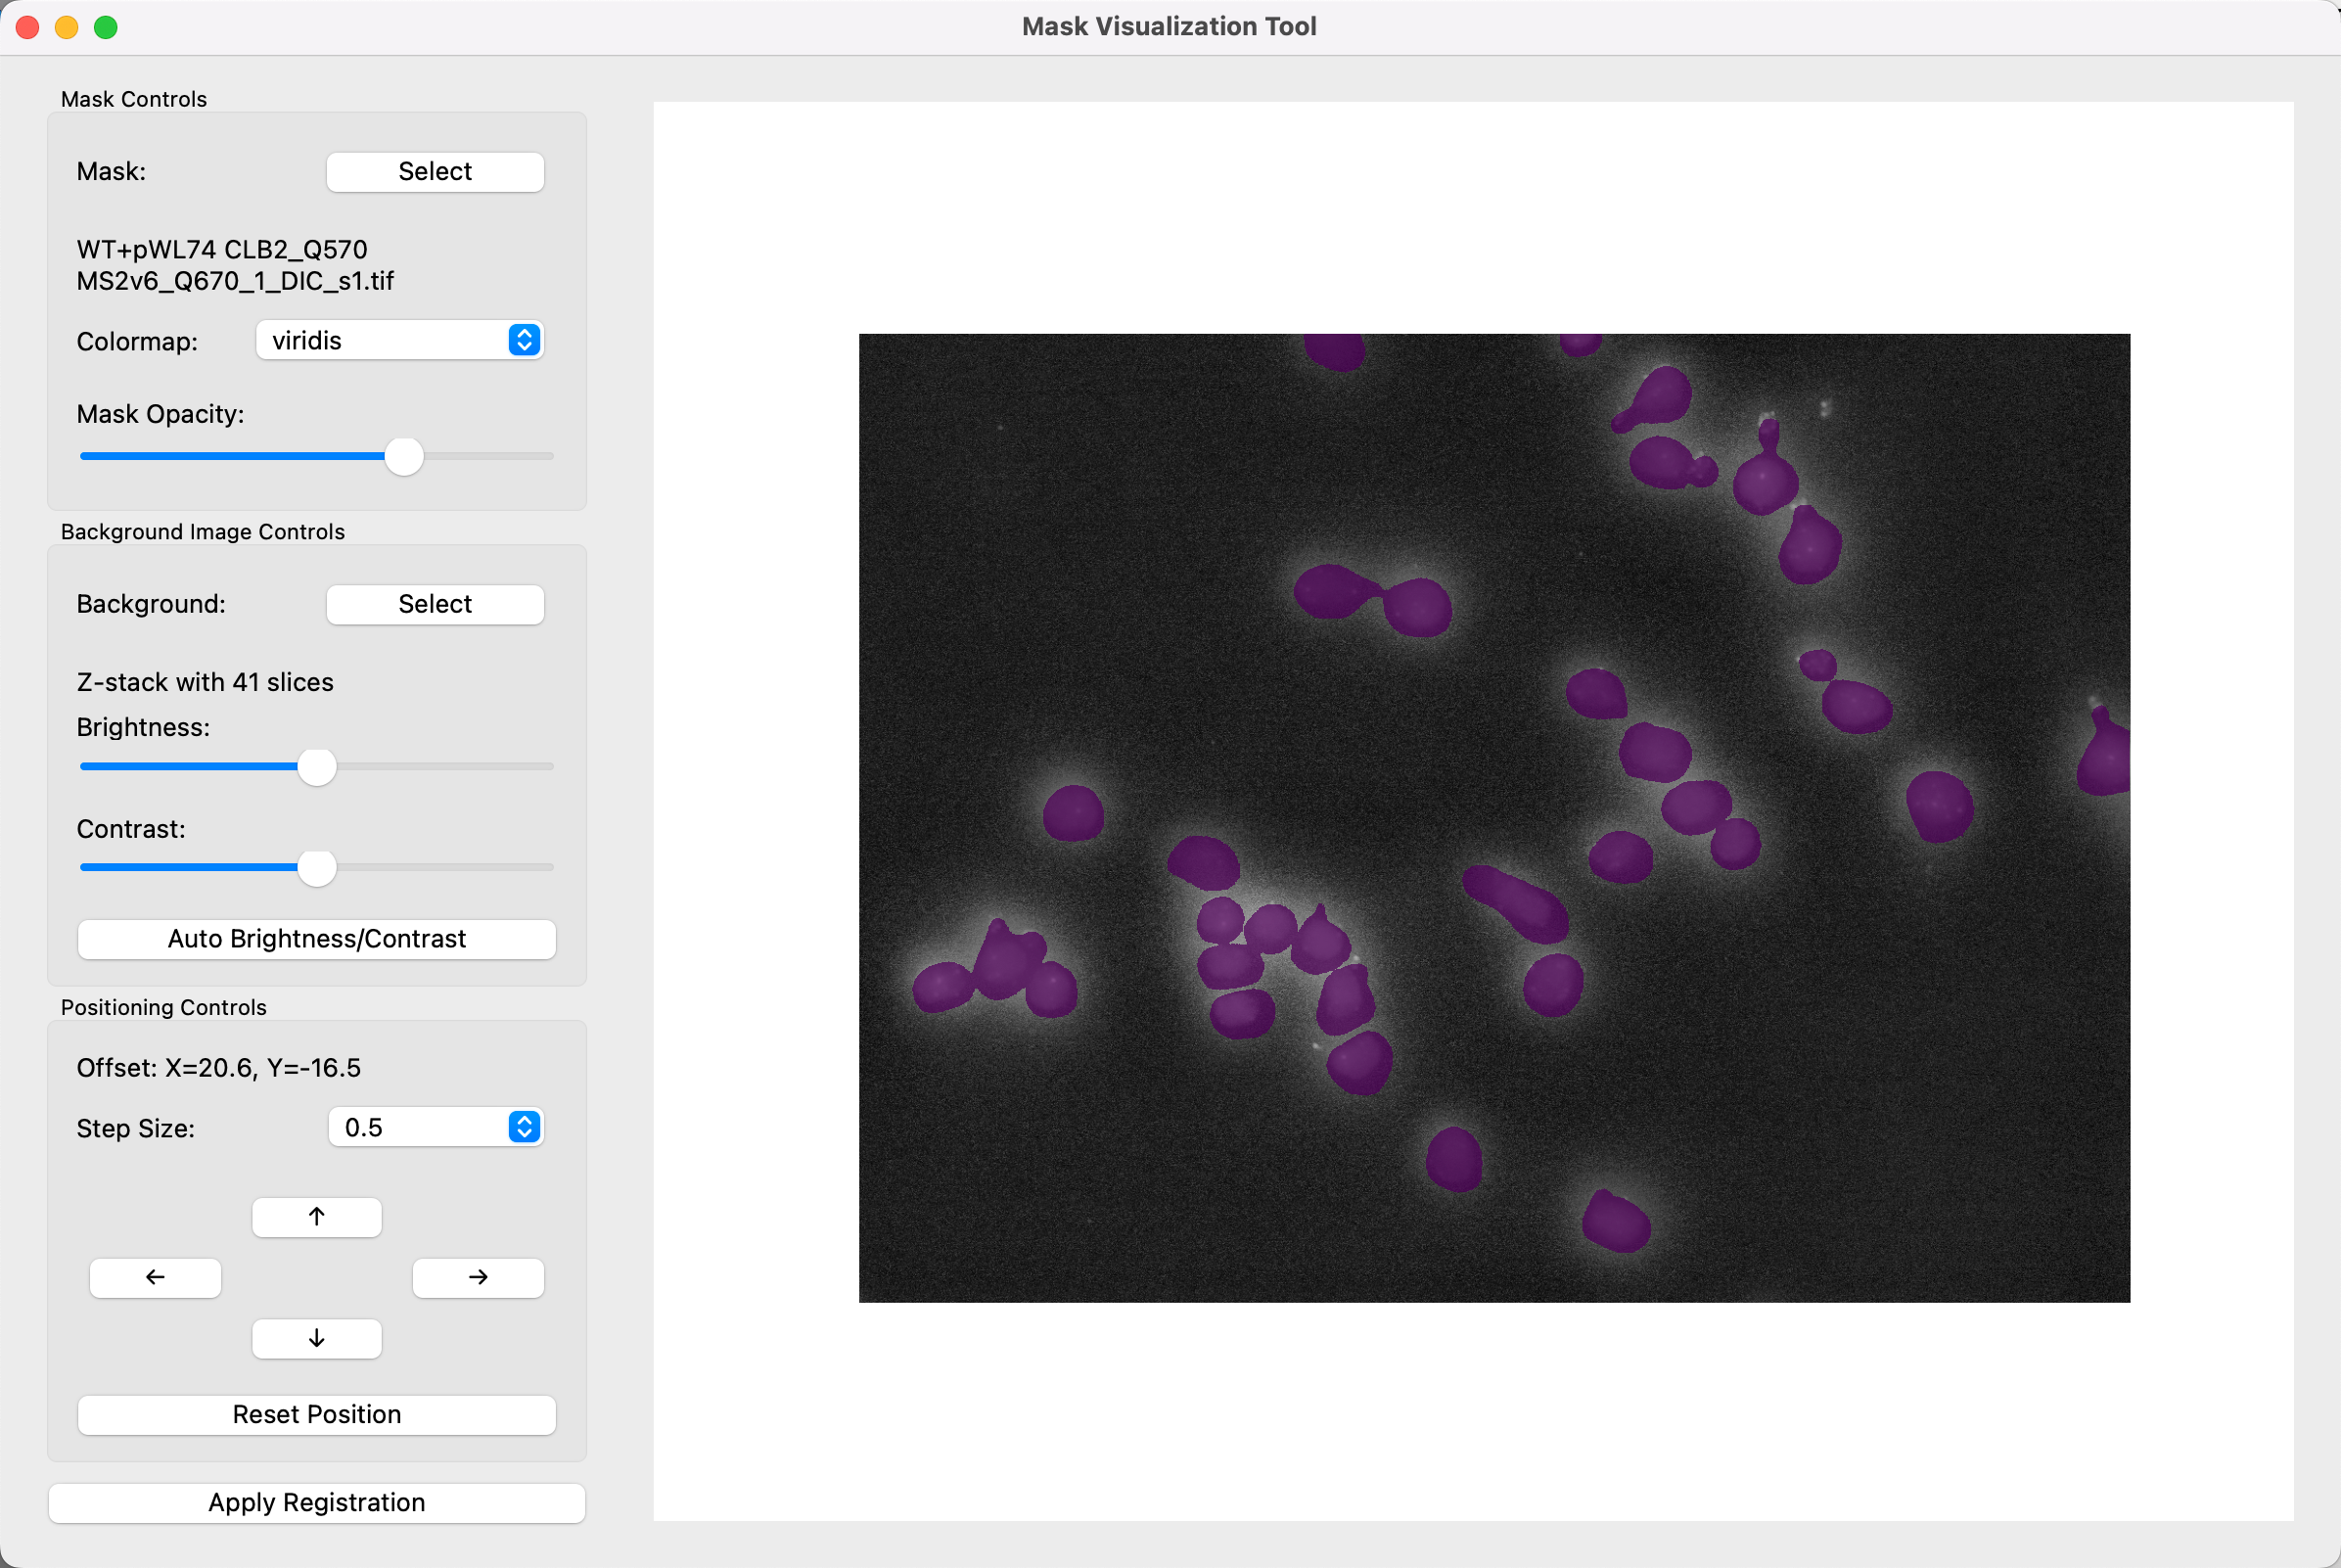 Mask Visualization Tool
Mask Controls
Mask: Select
WT+pWL74 CLB2_Q570
MS2v6_Q670_1_DIC_s1.tif
Colormap: viridis
Mask Opacity:
Background Image Controls
Background: Select
Z-stack with 41 slices
Brightness:
Contrast:
Auto Brightness/Contrast
Positioning Controls
Offset: X=20.6, Y=-16.5
Step Size: 0.5
↑
← →
↓
Reset Position
Apply Registration